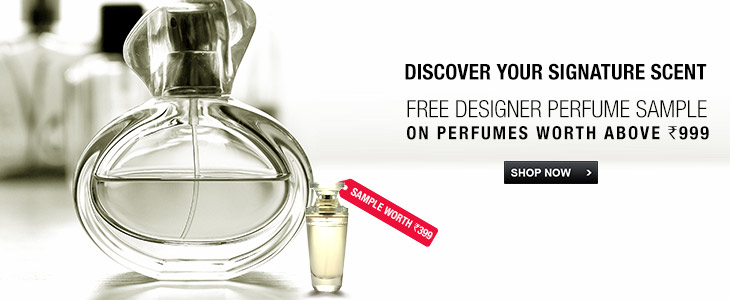 DISCOVER YOUR SIGNATURE SCENT
FREE DESIGNER PERFUME SAMPLE
ON PERFUMES WORTH ABOVE ₹999
SHOP NOW >
SAMPLE WORTH ₹399